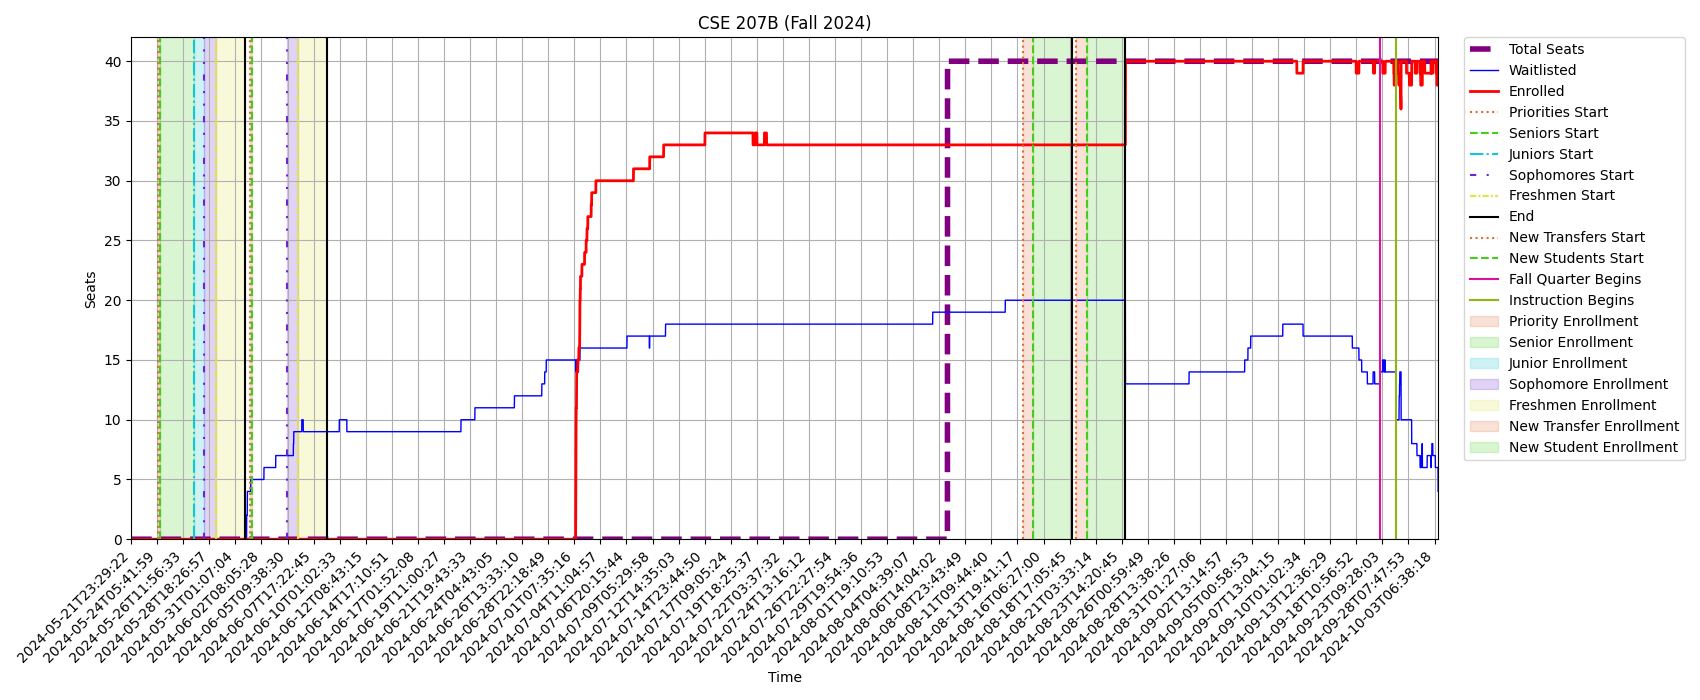 CSE 207B (Fall 2024)
Seats
40
35
30
25
20
15
10
5
0
2024-05-21T23:29:22
2024-05-24T05:41:59
2024-05-26T11:56:33
2024-05-28T18:26:57
2024-05-31T01:07:04
2024-06-02T08:05:28
2024-06-05T09:38:30
2024-06-07T17:22:45
2024-06-10T01:02:33
2024-06-12T08:43:15
2024-06-14T17:10:51
2024-06-17T01:52:08
2024-06-19T11:00:27
2024-06-21T19:43:33
2024-06-24T04:43:05
2024-06-26T13:33:10
2024-06-28T22:18:49
2024-07-01T07:35:16
2024-07-04T11:04:57
2024-07-06T20:15:44
2024-07-09T05:29:58
2024-07-12T14:35:03
2024-07-14T23:44:50
2024-07-17T09:05:24
2024-07-19T18:25:37
2024-07-22T03:37:32
2024-07-24T13:16:12
2024-07-26T22:27:54
2024-07-29T19:54:36
2024-08-01T19:10:53
2024-08-04T04:39:07
2024-08-06T14:04:02
2024-08-08T23:43:49
2024-08-11T09:44:40
2024-08-13T19:41:17
2024-08-16T06:27:00
2024-08-18T17:05:45
2024-08-21T03:33:14
2024-08-23T14:20:45
2024-08-26T00:59:49
2024-08-28T13:38:26
2024-08-31T01:27:06
2024-09-02T13:14:57
2024-09-05T00:58:53
2024-09-07T13:04:15
2024-09-10T01:02:34
2024-09-13T12:36:29
2024-09-18T10:56:52
2024-09-23T09:28:03
2024-09-28T07:47:53
2024-10-03T06:38:18
Time
Total Seats
Waitlisted
Enrolled
Priorities Start
Seniors Start
Juniors Start
Sophomores Start
Freshmen Start
End
New Transfers Start
New Students Start
Fall Quarter Begins
Instruction Begins
Priority Enrollment
Senior Enrollment
Junior Enrollment
Sophomore Enrollment
Freshmen Enrollment
New Transfer Enrollment
New Student Enrollment